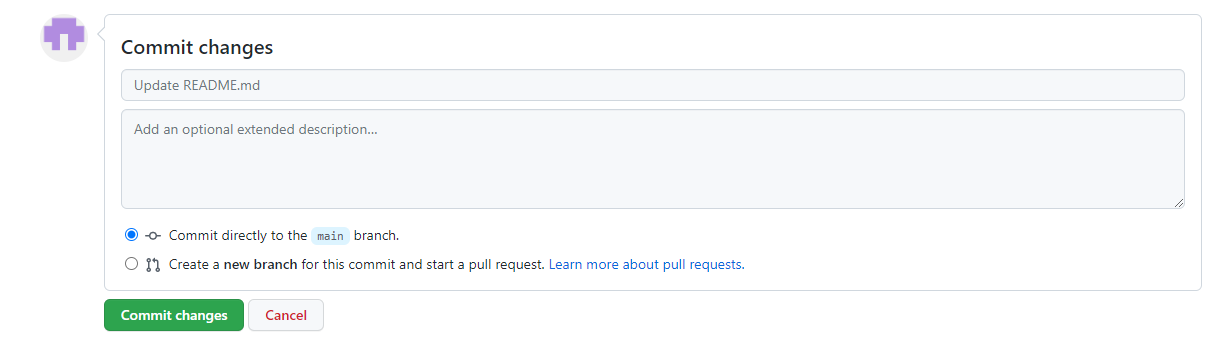 Commit changes
Update README.md
Add an optional extended description...
Commit directly to the main branch.
Create a new branch for this commit and start a pull request. Learn more about pull requests.
Commit changes
Cancel